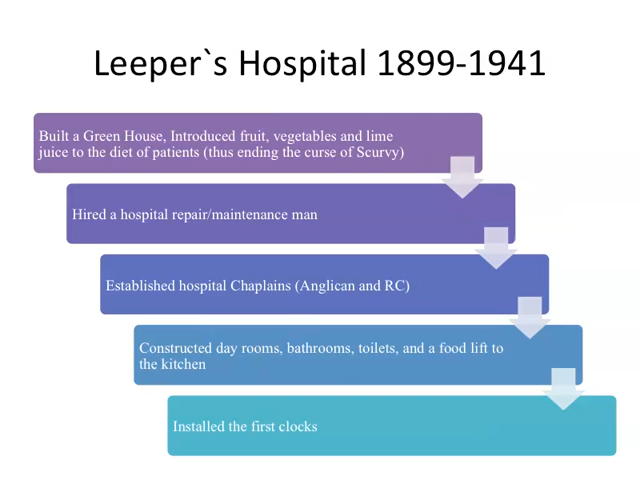 Leeper`s Hospital 1899-1941
Built a Green House, Introduced fruit, vegetables and lime
juice to the diet of patients (thus ending the curse of Scurvy)
Hired a hospital repair/maintenance man
Established hospital Chaplains (Anglican and RC)
Constructed day rooms, bathrooms, toilets, and a food lift to
the kitchen
Installed the first clocks